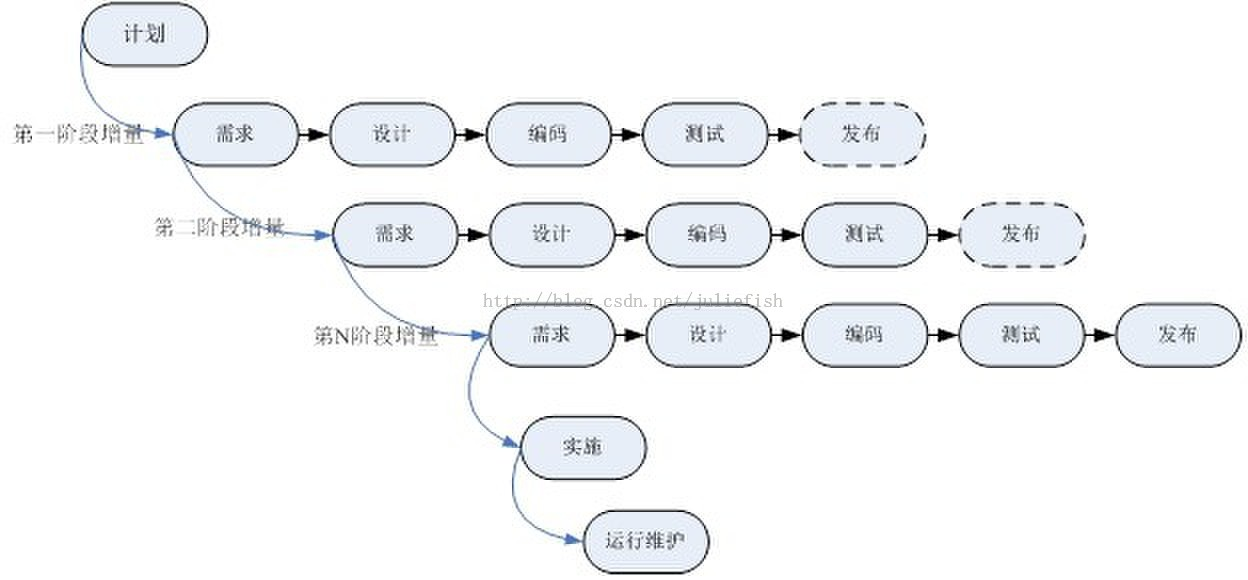 计划
第一阶段增量 需求 设计 编码 测试 发布
第二阶段增量 需求 设计 编码 测试 发布
http://blog.csdn.net/juliefish
第N阶段增量 需求 设计 编码 测试 发布
实施
运行维护